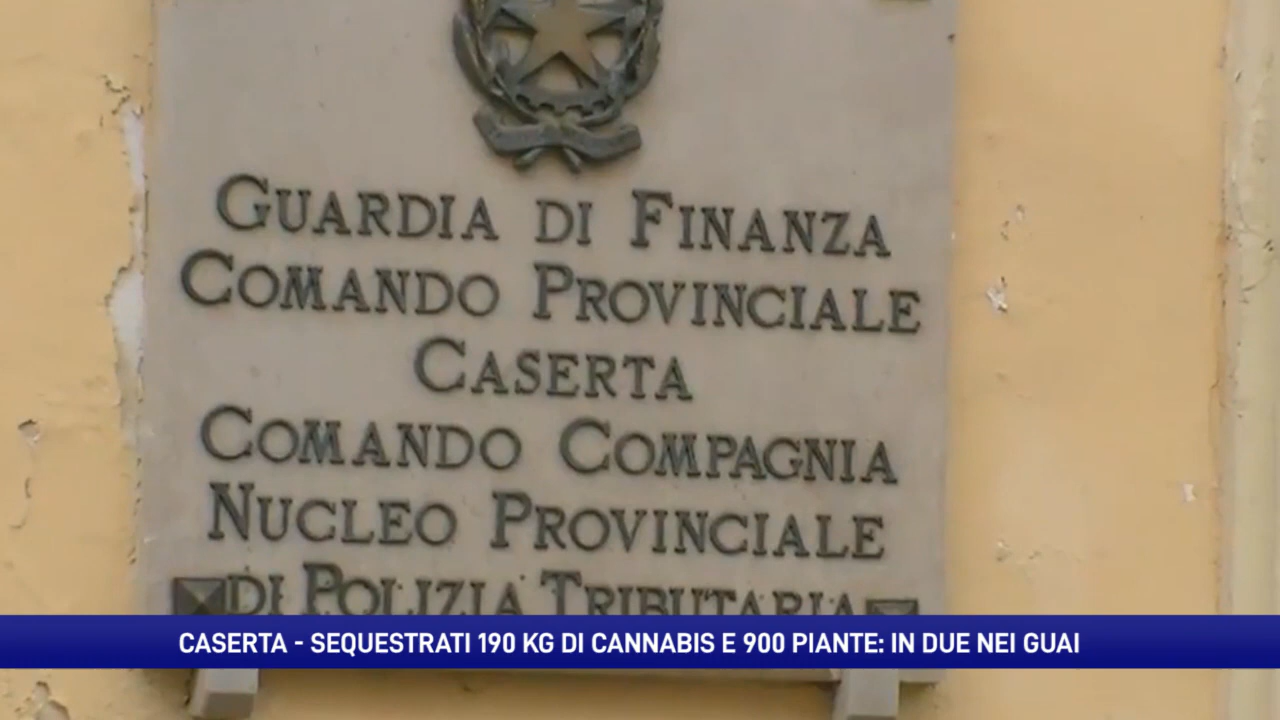 GUARDIA DI FINANZA
COMANDO PROVINCIALE
CASERTA
COMANDO COMPAGNIA
NUCLEO PROVINCIALE
DI POLIZIA TRIBUTARIA
CASERTA - SEQUESTRATI 190 KG DI CANNABIS E 900 PIANTE: IN DUE NEI GUAI